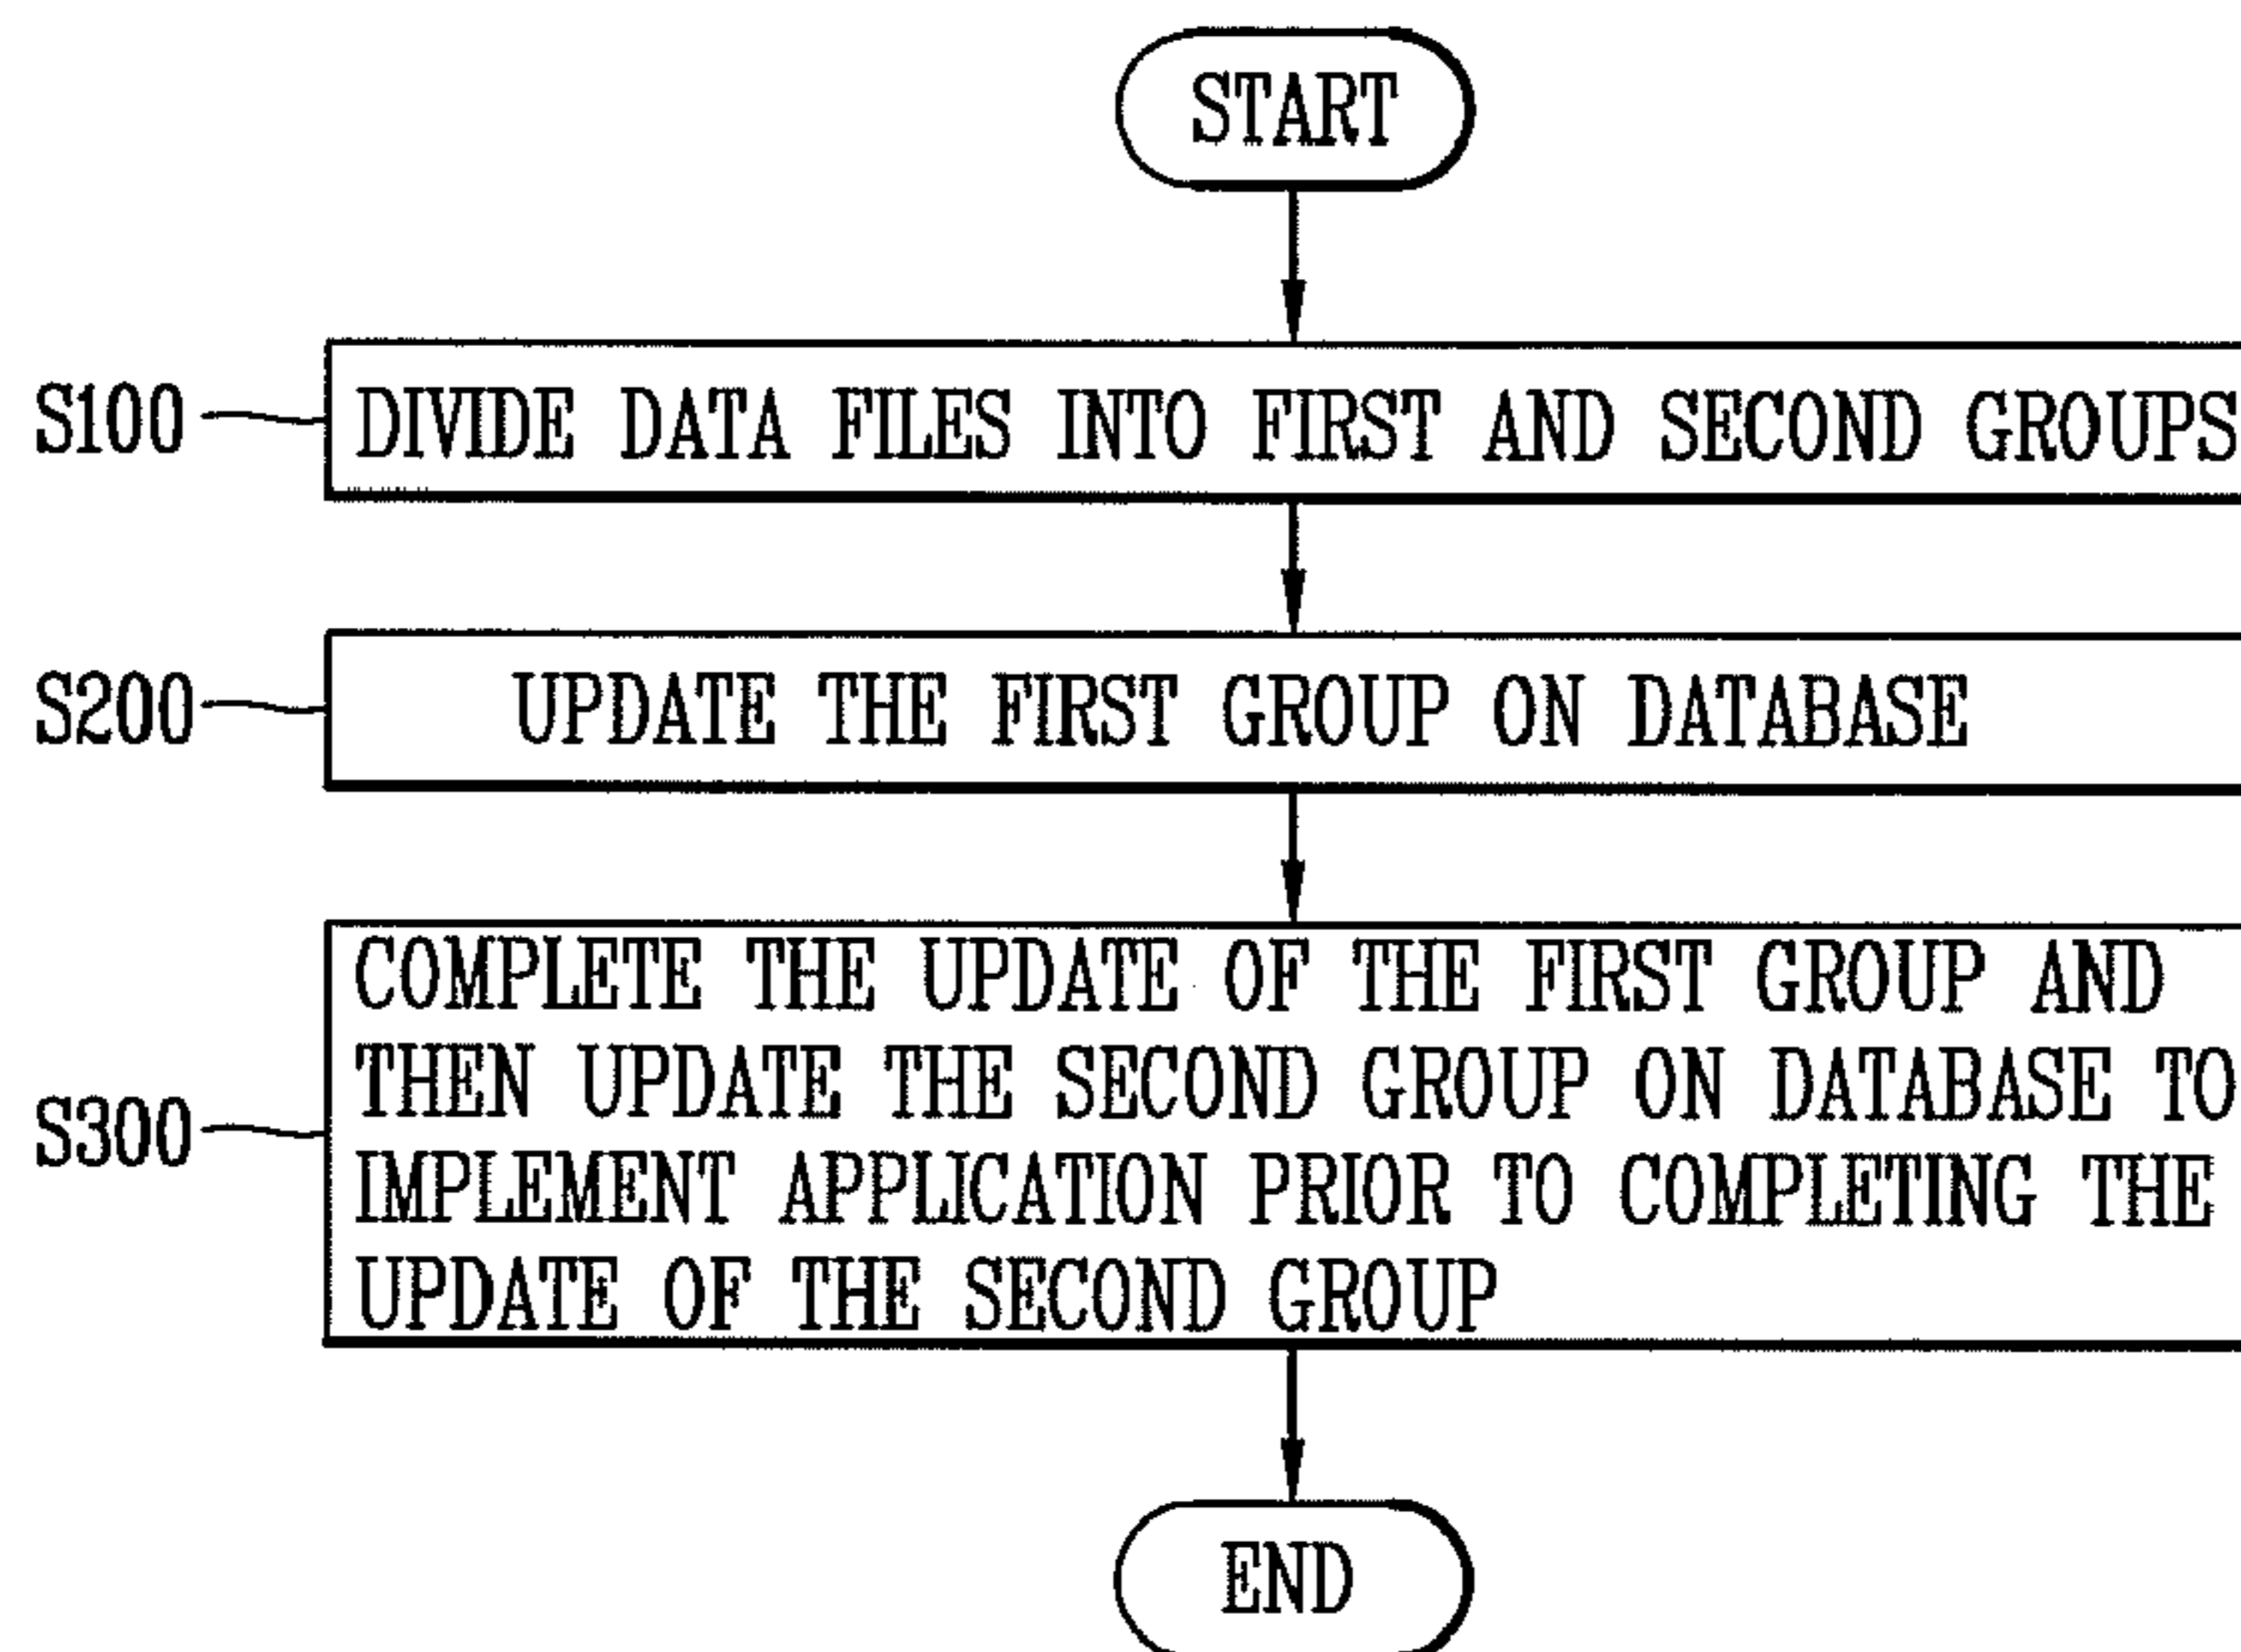 START
S100
DIVIDE DATA FILES INTO FIRST AND SECOND GROUPS
S200
UPDATE THE FIRST GROUP ON DATABASE
S300
COMPLETE THE UPDATE OF THE FIRST GROUP AND
THEN UPDATE THE SECOND GROUP ON DATABASE TO
IMPLEMENT APPLICATION PRIOR TO COMPLETING THE
UPDATE OF THE SECOND GROUP
END